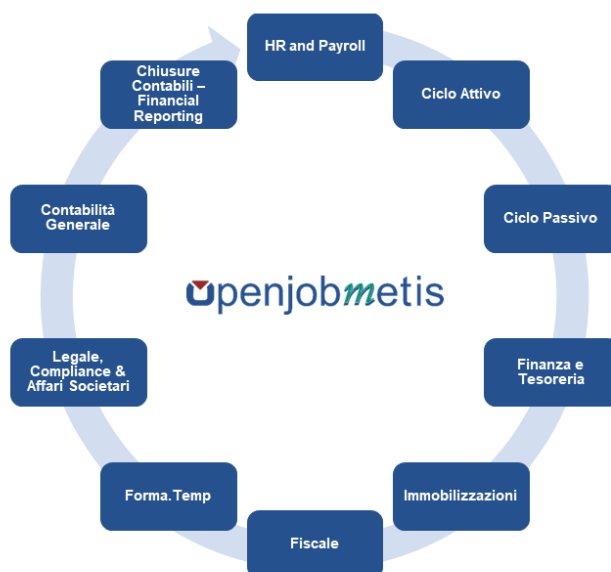 HR and Payroll
Ciclo Attivo
Ciclo Passivo
Finanza e
Tesoreria
Immobilizzazioni
Fiscale
Forma.Temp
Legale,
Compliance &
Affari Societari
Contabilità
Generale
Chiusure
Contabili –
Financial
Reporting
openjobmetis